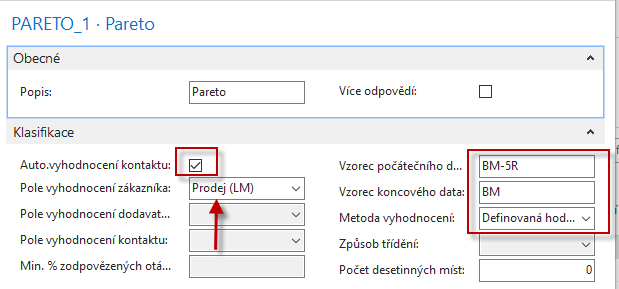 PARETO_1 · Pareto
Obecné
Popis: Pareto Více odpovědí:
Klasifikace
Auto.vyhodnocení kontaktu: Vzorec počátečního d... BM-5R
Pole vyhodnocení zákazníka: Prodej (LM) Vzorec koncového data: BM
Pole vyhodnocení dodavat... Metoda vyhodnocení: Definovaná hod...
Pole vyhodnocení kontaktu: Způsob třídění:
Min. % zodpovězených otá... Počet desetinných míst: 0